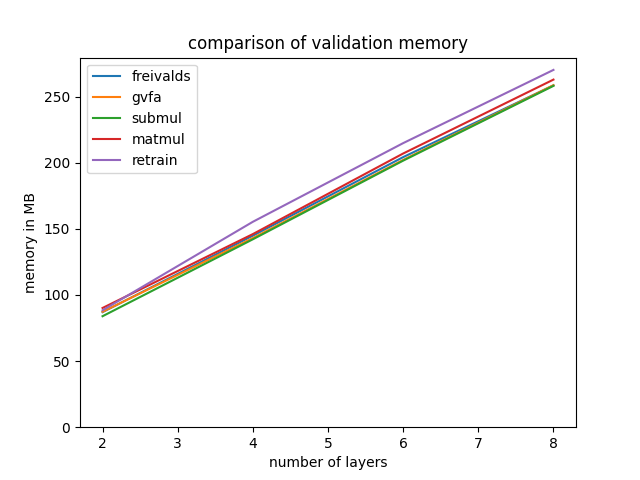 comparison of validation memory
freivalds
gvfa
submul
matmul
retrain
memory in MB
250
200
150
100
50
0
2 3 4 5 6 7 8
number of layers